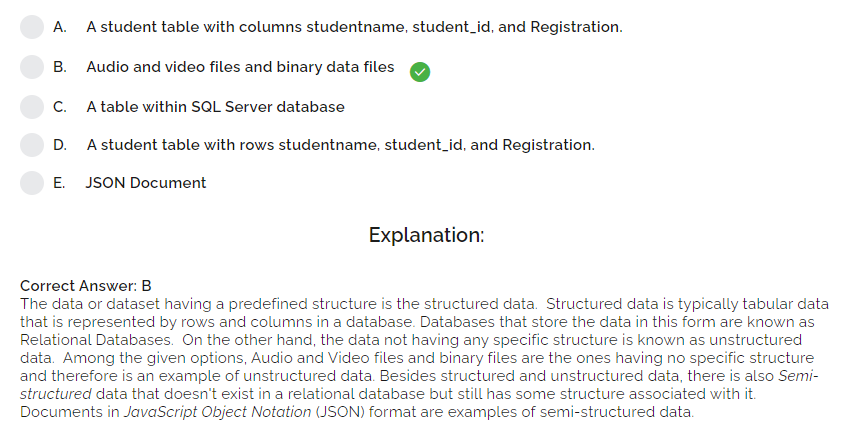 A. A student table with columns studentname, student_id, and Registration.
B. Audio and video files and binary data files
C. A table within SQL Server database
D. A student table with rows studentname, student_id, and Registration.
E. JSON Document
Explanation:
Correct Answer: B
The data or dataset having a predefined structure is the structured data.  Structured data is typically tabular data
that is represented by rows and columns in a database. Databases that store the data in this form are known as
Relational Databases.  On the other hand, the data not having any specific structure is known as unstructured
data.  Among the given options, Audio and Video files and binary files are the ones having no specific structure
and therefore is an example of unstructured data. Besides structured and unstructured data, there is also Semi-
structured data that doesn't exist in a relational database but still has some structure associated with it.
Documents in JavaScript Object Notation (JSON) format are examples of semi-structured data.